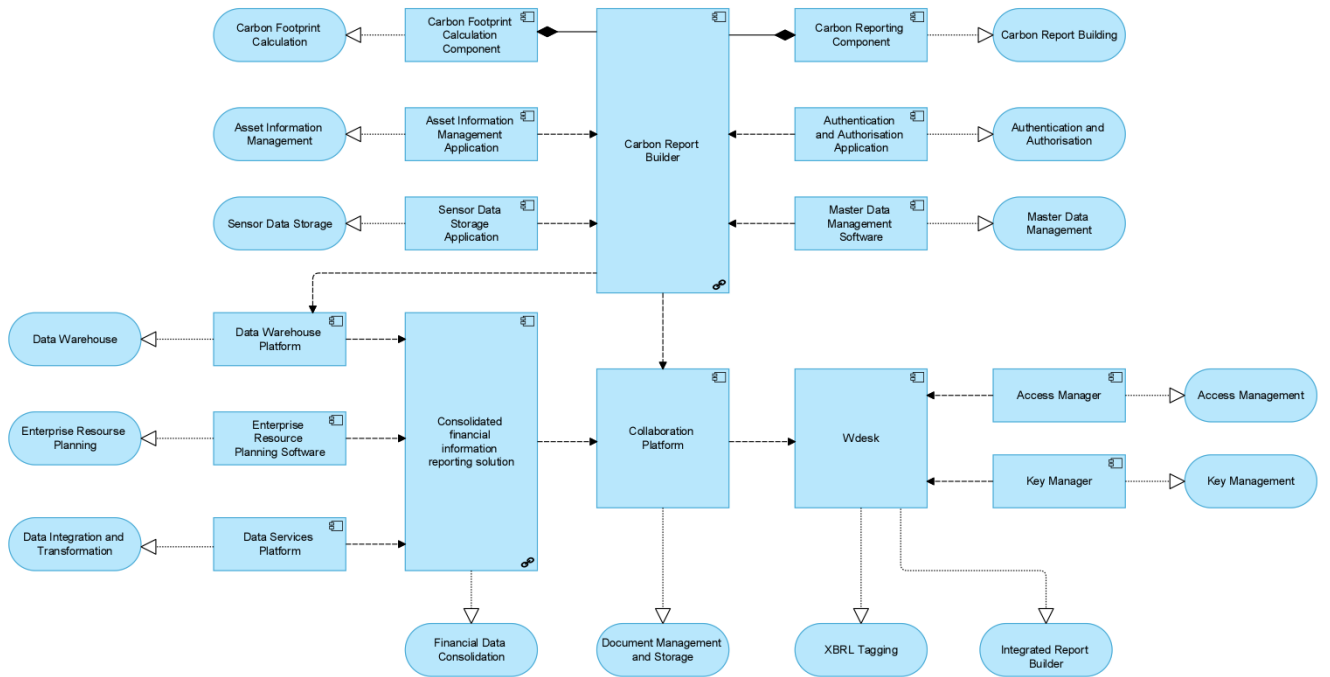 Carbon Footprint
Calculation
Carbon Footprint
Calculation
Component
Carbon Report
Builder
Carbon Reporting
Component
Carbon Report Building
Asset Information
Management
Asset Information
Management
Application
Authentication
and Authorisation
Application
Authentication and
Authorisation
Sensor Data Storage
Sensor Data
Storage
Application
Master Data
Management
Software
Master Data
Management
Data Warehouse
Data Warehouse
Platform
Consolidated
financial
information
reporting solution
Collaboration
Platform
Wdesk
Access Manager
Access Management
Enterprise Resourse
Planning
Enterprise
Resource
Planning Software
Key Manager
Key Management
Data Integration and
Transformation
Data Services
Platform
Financial Data
Consolidation
Document Management
and Storage
XBRL Tagging
Integrated Report
Builder